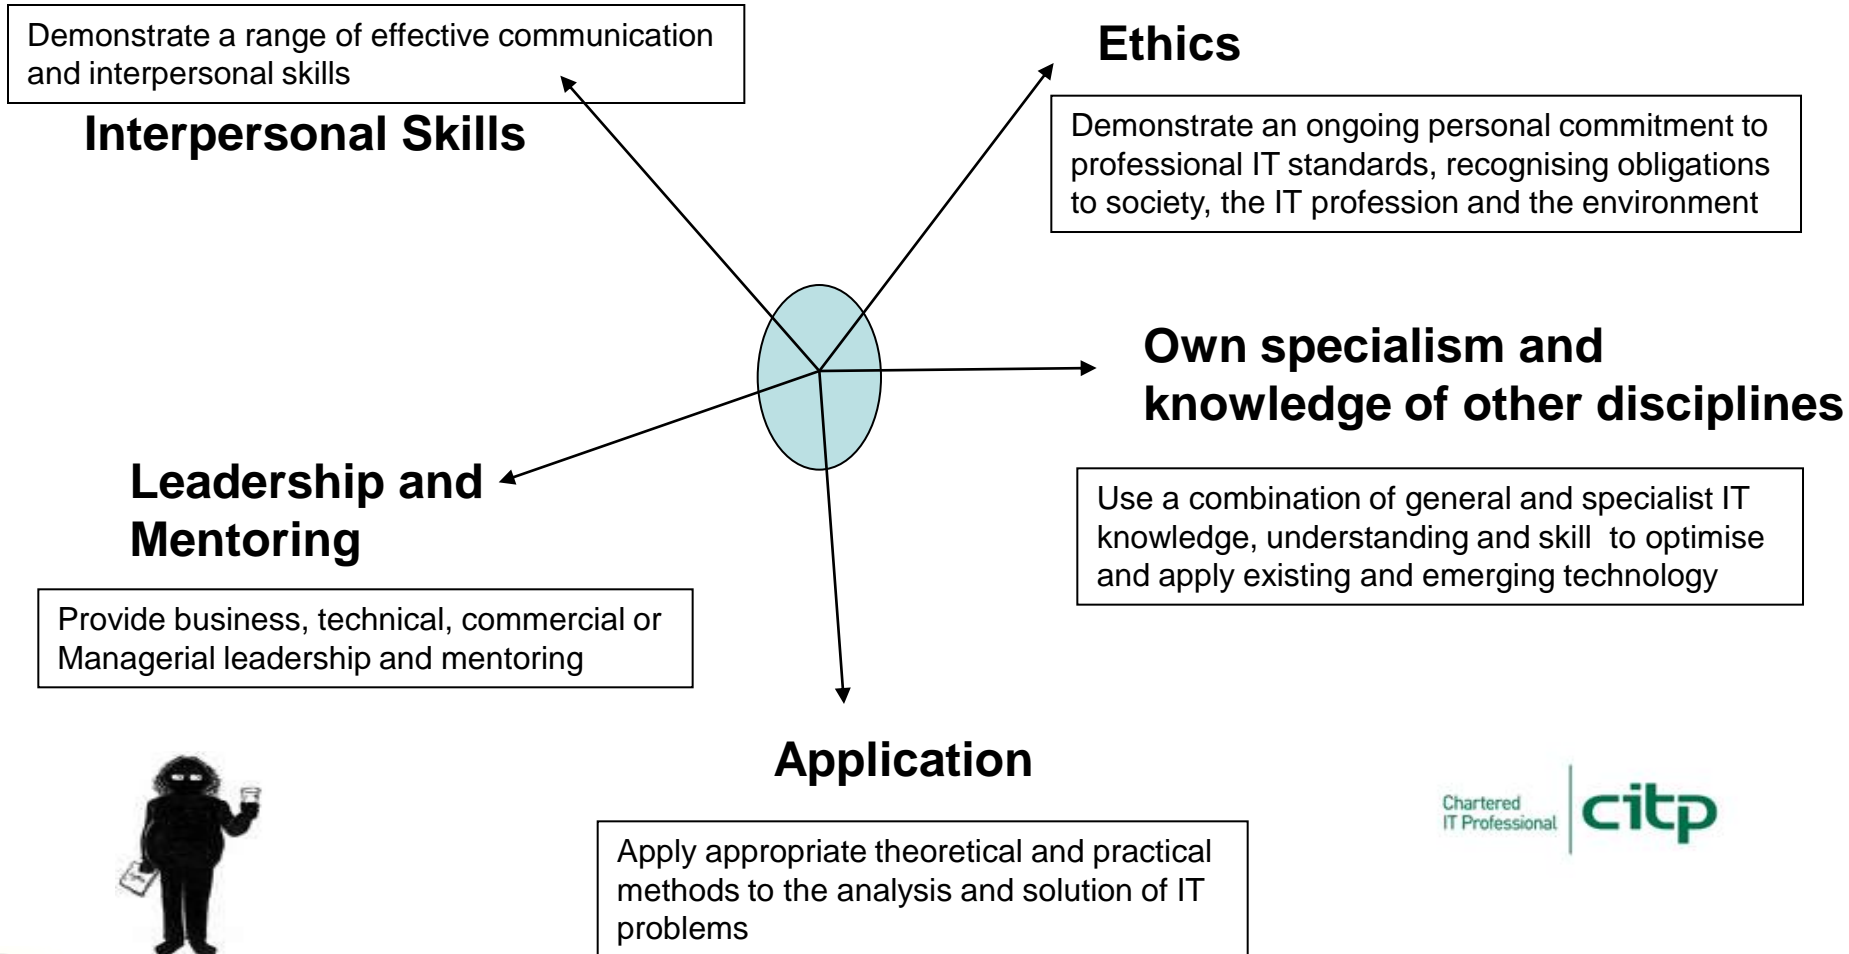 Demonstrate a range of effective communication
and interpersonal skills
Interpersonal Skills
Ethics
Demonstrate an ongoing personal commitment to
professional IT standards, recognising obligations
to society, the IT profession and the environment
Own specialism and
knowledge of other disciplines
Use a combination of general and specialist IT
knowledge, understanding and skill  to optimise
and apply existing and emerging technology
Leadership and
Mentoring
Provide business, technical, commercial or
Managerial leadership and mentoring
Application
Apply appropriate theoretical and practical
methods to the analysis and solution of IT
problems
Chartered
IT Professional
citp